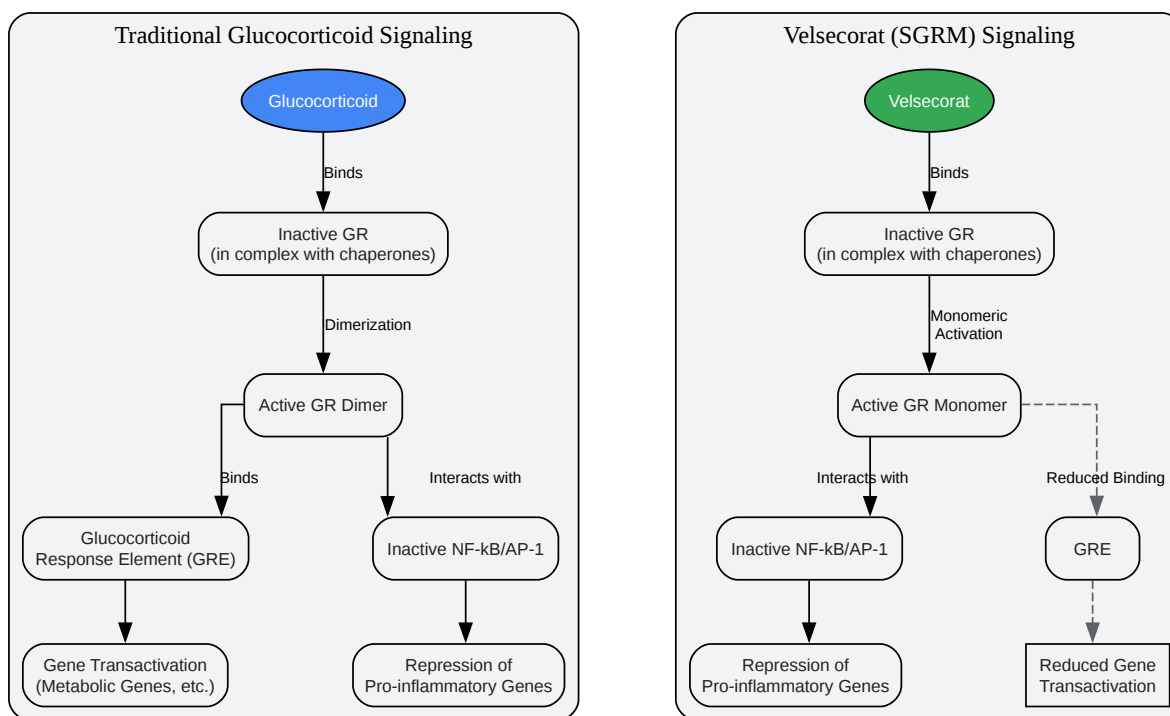 Traditional Glucocorticoid Signaling
Glucocorticoid
Binds
Inactive GR
(in complex with chaperones)
Dimerization
Active GR Dimer
Binds
Interacts with
Glucocorticoid
Response Element (GRE)
Inactive NF-kB/AP-1
Gene Transactivation
(Metabolic Genes, etc.)
Repression of
Pro-inflammatory Genes
Velsecorat (SGRM) Signaling
Velsecorat
Binds
Inactive GR
(in complex with chaperones)
Monomeric
Activation
Active GR Monomer
Interacts with
Reduced Binding
Inactive NF-kB/AP-1
GRE
Repression of
Pro-inflammatory Genes
Reduced Gene
Transactivation